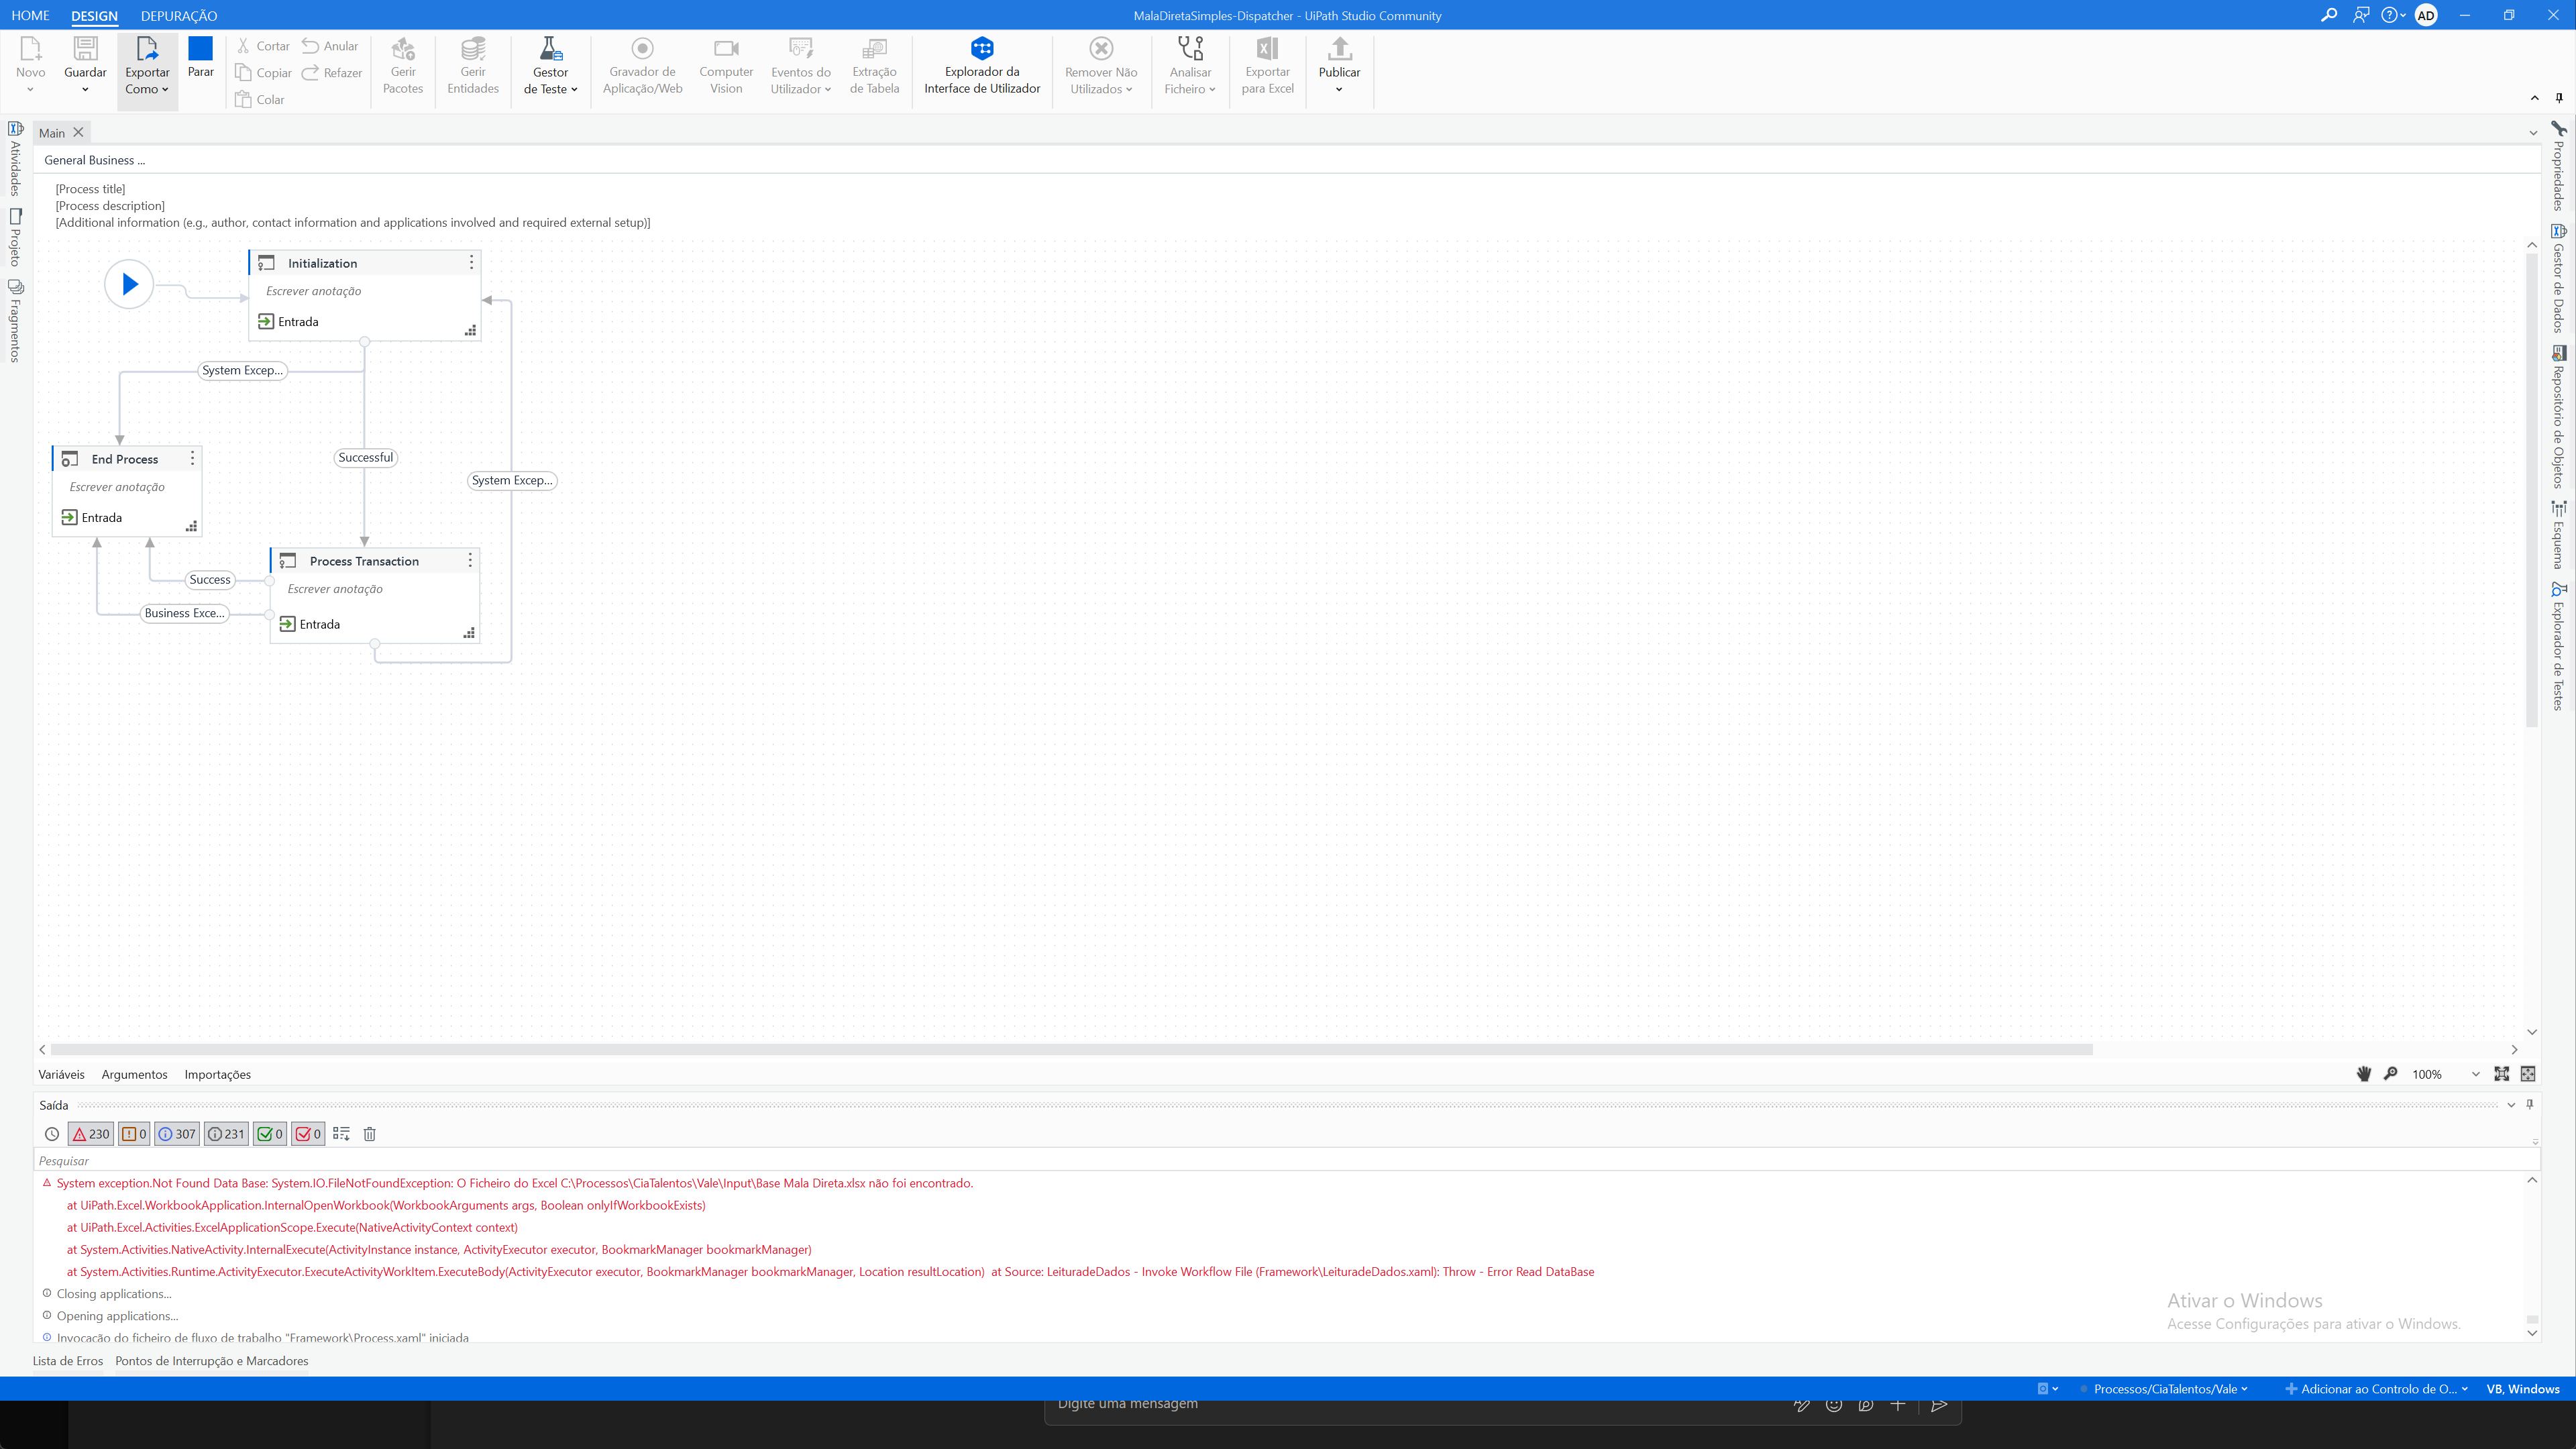 HOME DESIGN DEPURAÇÃO MalaDiretaSimples-Dispatcher - UiPath Studio Community AD
Novo
Guardar
Exportar Como
Parar
Cortar
Copiar
Colar
Anular
Refazer
Gerir Pacotes
Gerir Entidades
Gestor de Teste
Gravador de Aplicação/Web
Computer Vision
Eventos do Utilizador
Extração de Tabela
Explorador da Interface de Utilizador
Remover Não Utilizados
Analisar Ficheiro
Exportar para Excel
Publicar
Atividades
Projeto
Fragmentos
Main
General Business ...
[Process title]
[Process description]
[Additional information (e.g., author, contact information and applications involved and required external setup)]
Initialization
Escrever anotação
Entrada
System Excep...
End Process
Escrever anotação
Entrada
Successful
System Excep...
Process Transaction
Escrever anotação
Entrada
Success
Business Exce...
Propriedades
Gestor de Dados
Repositório de Objetos
Esquema
Explorador de Testes
Variáveis Argumentos Importações 100%
Saída
230 0 307 231 0 0
Pesquisar
System exception.Not Found Data Base: System.IO.FileNotFoundException: O Ficheiro do Excel C:\Processos\CiaTalentos\Vale\Input\Base Mala Direta.xlsx não foi encontrado.
at UiPath.Excel.WorkbookApplication.InternalOpenWorkbook(WorkbookArguments args, Boolean onlyIfWorkbookExists)
at UiPath.Excel.Activities.ExcelApplicationScope.Execute(NativeActivityContext context)
at System.Activities.NativeActivity.InternalExecute(ActivityInstance instance, ActivityExecutor executor, BookmarkManager bookmarkManager)
at System.Activities.Runtime.ActivityExecutor.ExecuteActivityWorkItem.ExecuteBody(ActivityExecutor executor, BookmarkManager bookmarkManager, Location resultLocation) at Source: LeituradeDados - Invoke Workflow File (Framework\LeituradeDados.xaml): Throw - Error Read DataBase
Closing applications...
Opening applications...
Invocação do ficheiro de fluxo de trabalho "Framework\Process.xaml" iniciada
Ativar o Windows
Acesse Configurações para ativar o Windows.
Lista de Erros Pontos de Interrupção e Marcadores
Processos/CiaTalentos/Vale Adicionar ao Controlo de O... VB, Windows
Digite uma mensagem